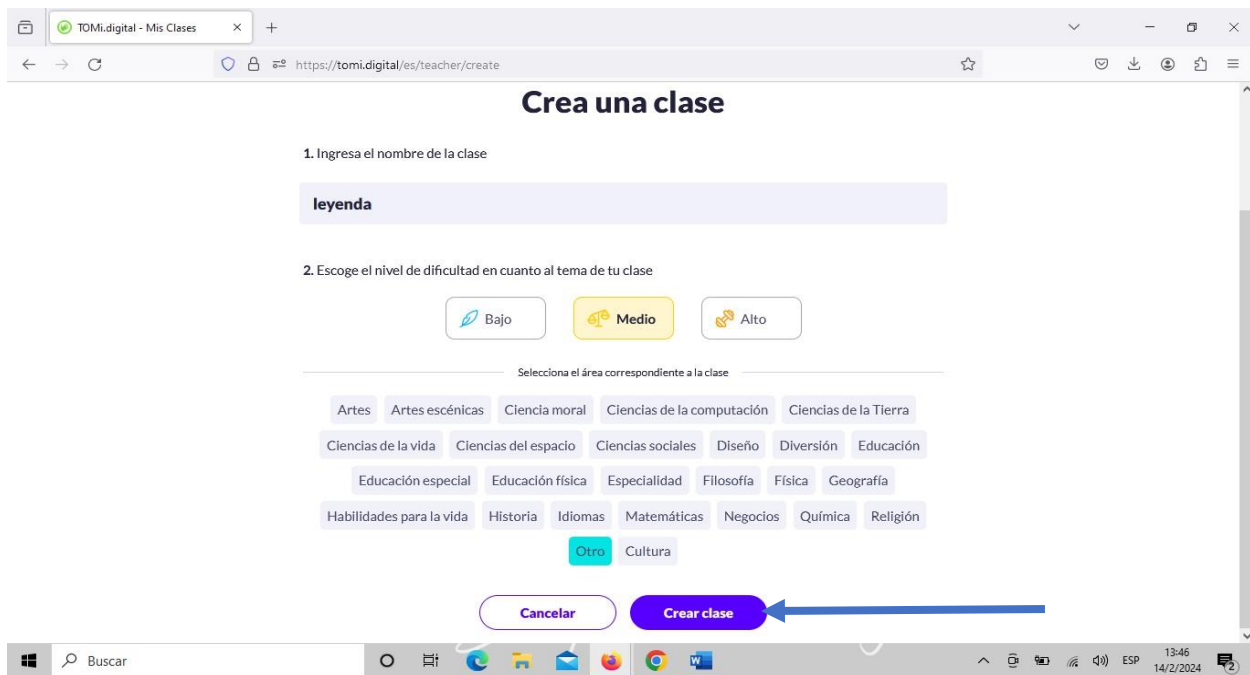 TOMi.digital - Mis Clases
https://tomi.digital/es/teacher/create
Crea una clase
1. Ingresa el nombre de la clase
leyenda
2. Escoge el nivel de dificultad en cuanto al tema de tu clase
Bajo Medio Alto
Selecciona el área correspondiente a la clase
Artes Artes escénicas Ciencia moral Ciencias de la computación Ciencias de la Tierra
Ciencias de la vida Ciencias del espacio Ciencias sociales Diseño Diversión Educación
Educación especial Educación física Especialidad Filosofía Física Geografía
Habilidades para la vida Historia Idiomas Matemáticas Negocios Química Religión
Otro Cultura
Cancelar Crear clase
Buscar ESP 13:46
14/2/2024 2